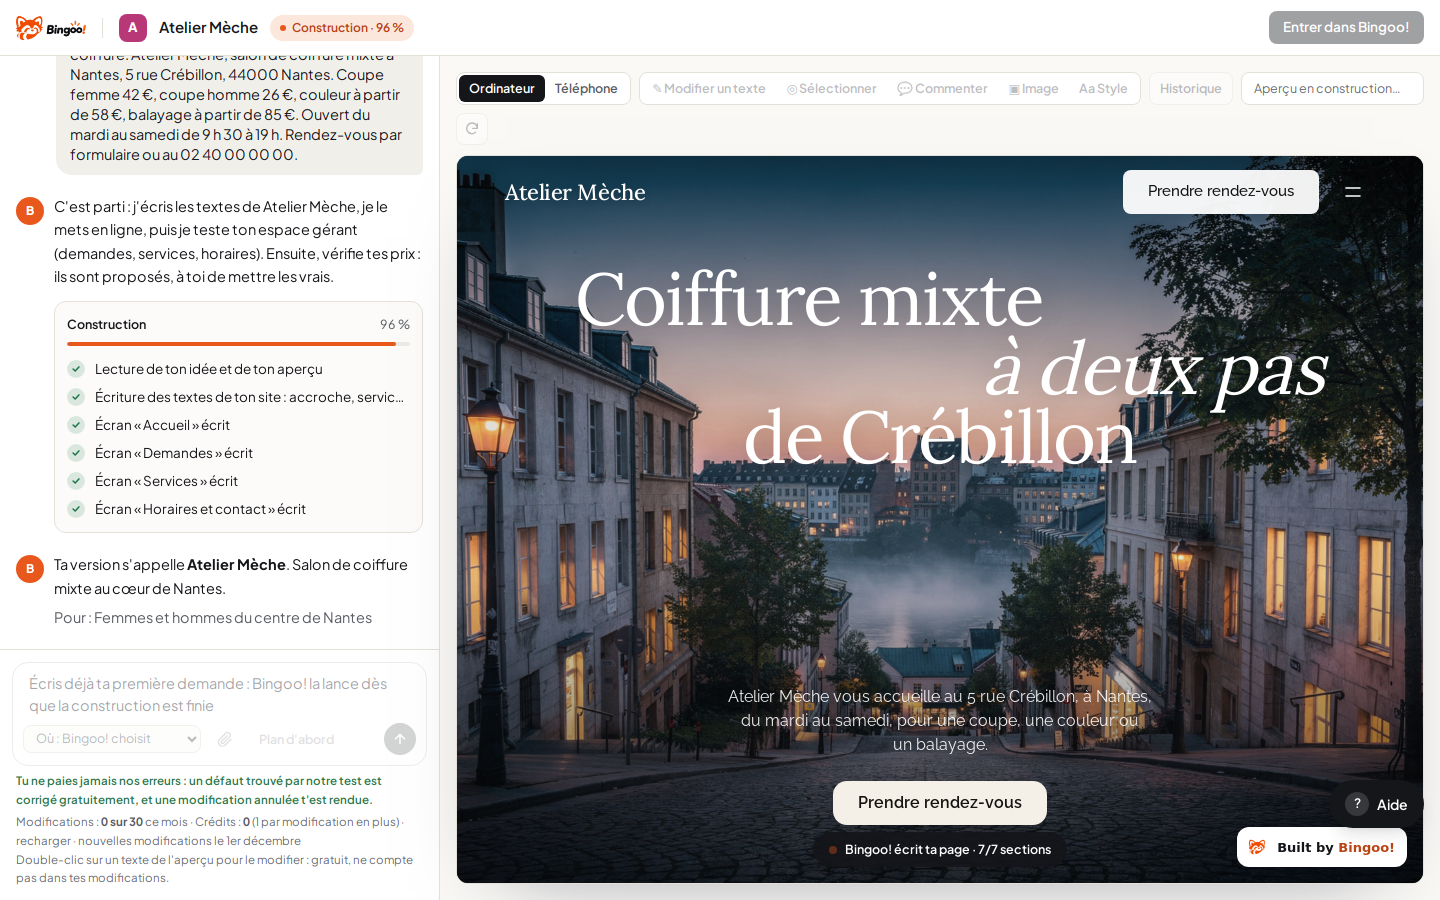 Bingoo!
A
Atelier Mèche
Construction · 96 %
Entrer dans Bingoo!
coiffure. Atelier Mèche, salon de coiffure mixte à
Nantes, 5 rue Crébillon, 44000 Nantes. Coupe
femme 42 €, coupe homme 26 €, couleur à partir
de 58 €, balayage à partir de 85 €. Ouvert du
mardi au samedi de 9 h 30 à 19 h. Rendez-vous par
formulaire ou au 02 40 00 00 00.
B
C'est parti : j'écris les textes de Atelier Mèche, je le
mets en ligne, puis je teste ton espace gérant
(demandes, services, horaires). Ensuite, vérifie tes prix :
ils sont proposés, à toi de mettre les vrais.
Construction
96 %
Lecture de ton idée et de ton aperçu
Écriture des textes de ton site : accroche, servic...
Écran « Accueil » écrit
Écran « Demandes » écrit
Écran « Services » écrit
Écran « Horaires et contact » écrit
B
Ta version s'appelle Atelier Mèche. Salon de coiffure
mixte au cœur de Nantes.
Pour : Femmes et hommes du centre de Nantes
Écris déjà ta première demande : Bingoo! la lance dès
que la construction est finie
Où : Bingoo! choisit
Plan d'abord
Tu ne paies jamais nos erreurs : un défaut trouvé par notre test est
corrigé gratuitement, et une modification annulée t'est rendue.
Modifications : 0 sur 30 ce mois · Crédits : 0 (1 par modification en plus) ·
recharger · nouvelles modifications le 1er décembre
Double-clic sur un texte de l'aperçu pour le modifier : gratuit, ne compte
pas dans tes modifications.
Ordinateur
Téléphone
Modifier un texte
Sélectionner
Commenter
Image
Aa Style
Historique
Aperçu en construction...
Atelier Mèche
Prendre rendez-vous
Coiffure mixte
à deux pas
de Crébillon
Atelier Mèche vous accueille au 5 rue Crébillon, à Nantes,
du mardi au samedi, pour une coupe, une couleur ou
un balayage.
Prendre rendez-vous
Bingoo! écrit ta page · 7/7 sections
? Aide
Built by Bingoo!